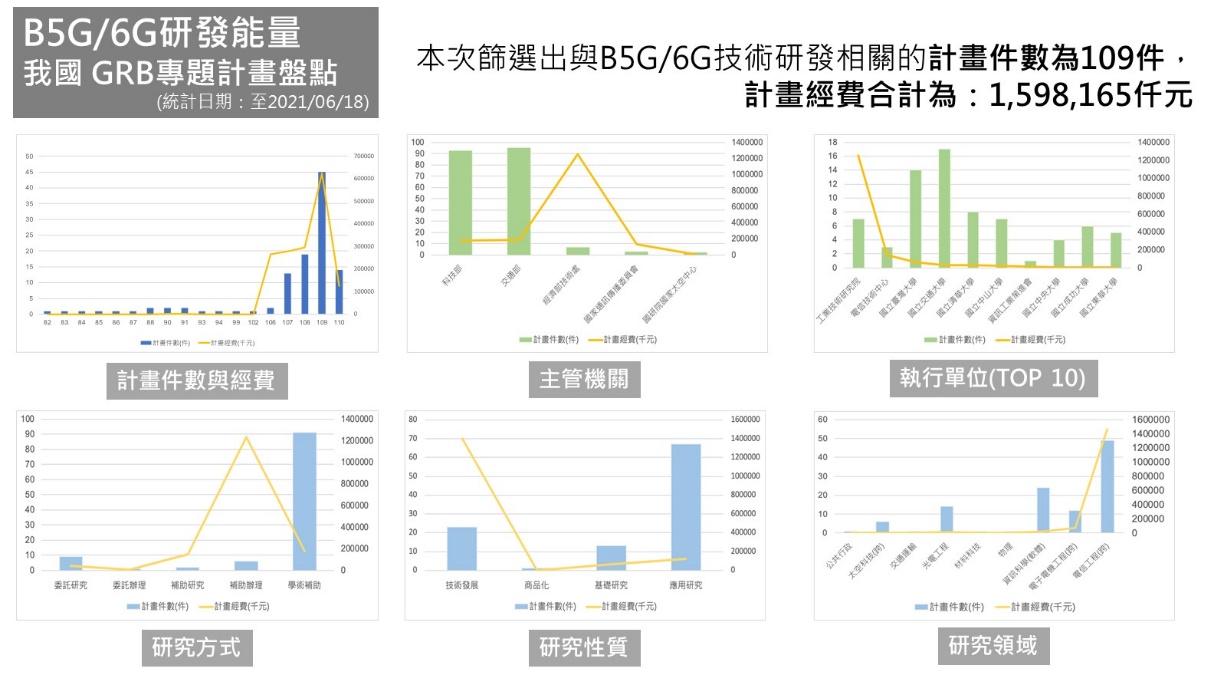 B5G/6G研發能量
我國 GRB專題計畫盤點
(統計日期：至2021/06/18)
本次篩選出與B5G/6G技術研發相關的計畫件數為109件，
計畫經費合計為：1,598,165仟元
50 45 40 35 30 25 20 15 10 5 0
700000 600000 500000 400000 300000 200000 100000 0
82 83 84 85 86 87 88 90 91 93 94 99 102 106 107 108 109 110
計畫件數(件) 計畫經費(千元)
計畫件數與經費
100 90 80 70 60 50 40 30 20 10 0
1400000 1200000 1000000 800000 600000 400000 200000 0
科技部 交通部 經濟部技術處 國家通訊傳播委員會 國研院國家太空中心
計畫件數(件) 計畫經費(千元)
主管機關
18 16 14 12 10 8 6 4 2 0
1400000 1200000 1000000 800000 600000 400000 200000 0
工業技術研究院 電信技術中心 國立臺灣大學 國立交通大學 國立清華大學 國立中山大學 資訊工業策進會 國立中央大學 國立成功大學 國立東華大學
計畫件數(件) 計畫經費(千元)
執行單位(TOP 10)
100 90 80 70 60 50 40 30 20 10 0
1400000 1200000 1000000 800000 600000 400000 200000 0
委託研究 委託辦理 補助研究 補助辦理 學術補助
計畫件數(件) 計畫經費(千元)
研究方式
80 70 60 50 40 30 20 10 0
1600000 1400000 1200000 1000000 800000 600000 400000 200000 0
技術發展 商品化 基礎研究 應用研究
計畫件數(件) 計畫經費(千元)
研究性質
60 50 40 30 20 10 0
1600000 1400000 1200000 1000000 800000 600000 400000 200000 0
公共行政 太空科技(跨) 交通運輸 光電工程 材料科技 物理 資訊科學(軟體) 電子電機工程(跨) 電信工程(跨)
計畫件數(件) 計畫經費(千元)
研究領域